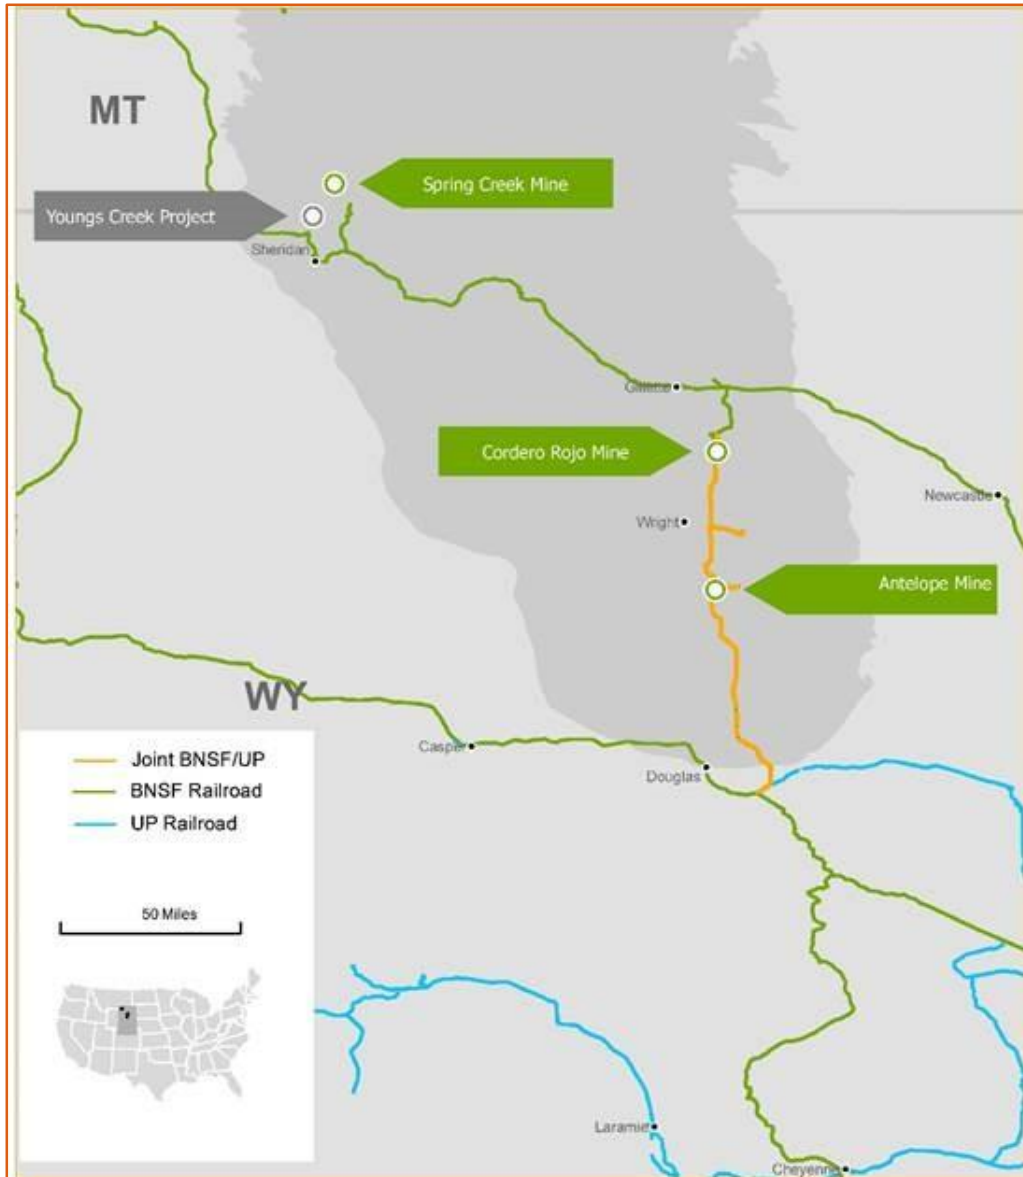 MT
Spring Creek Mine
Youngs Creek Project
Sheridan
Gillette
Cordero Rojo Mine
Newcastle
Wright
Antelope Mine
WY
Casper
Douglas
Joint BNSF/UP
BNSF Railroad
UP Railroad
50 Miles
Laramie
Cheyenne